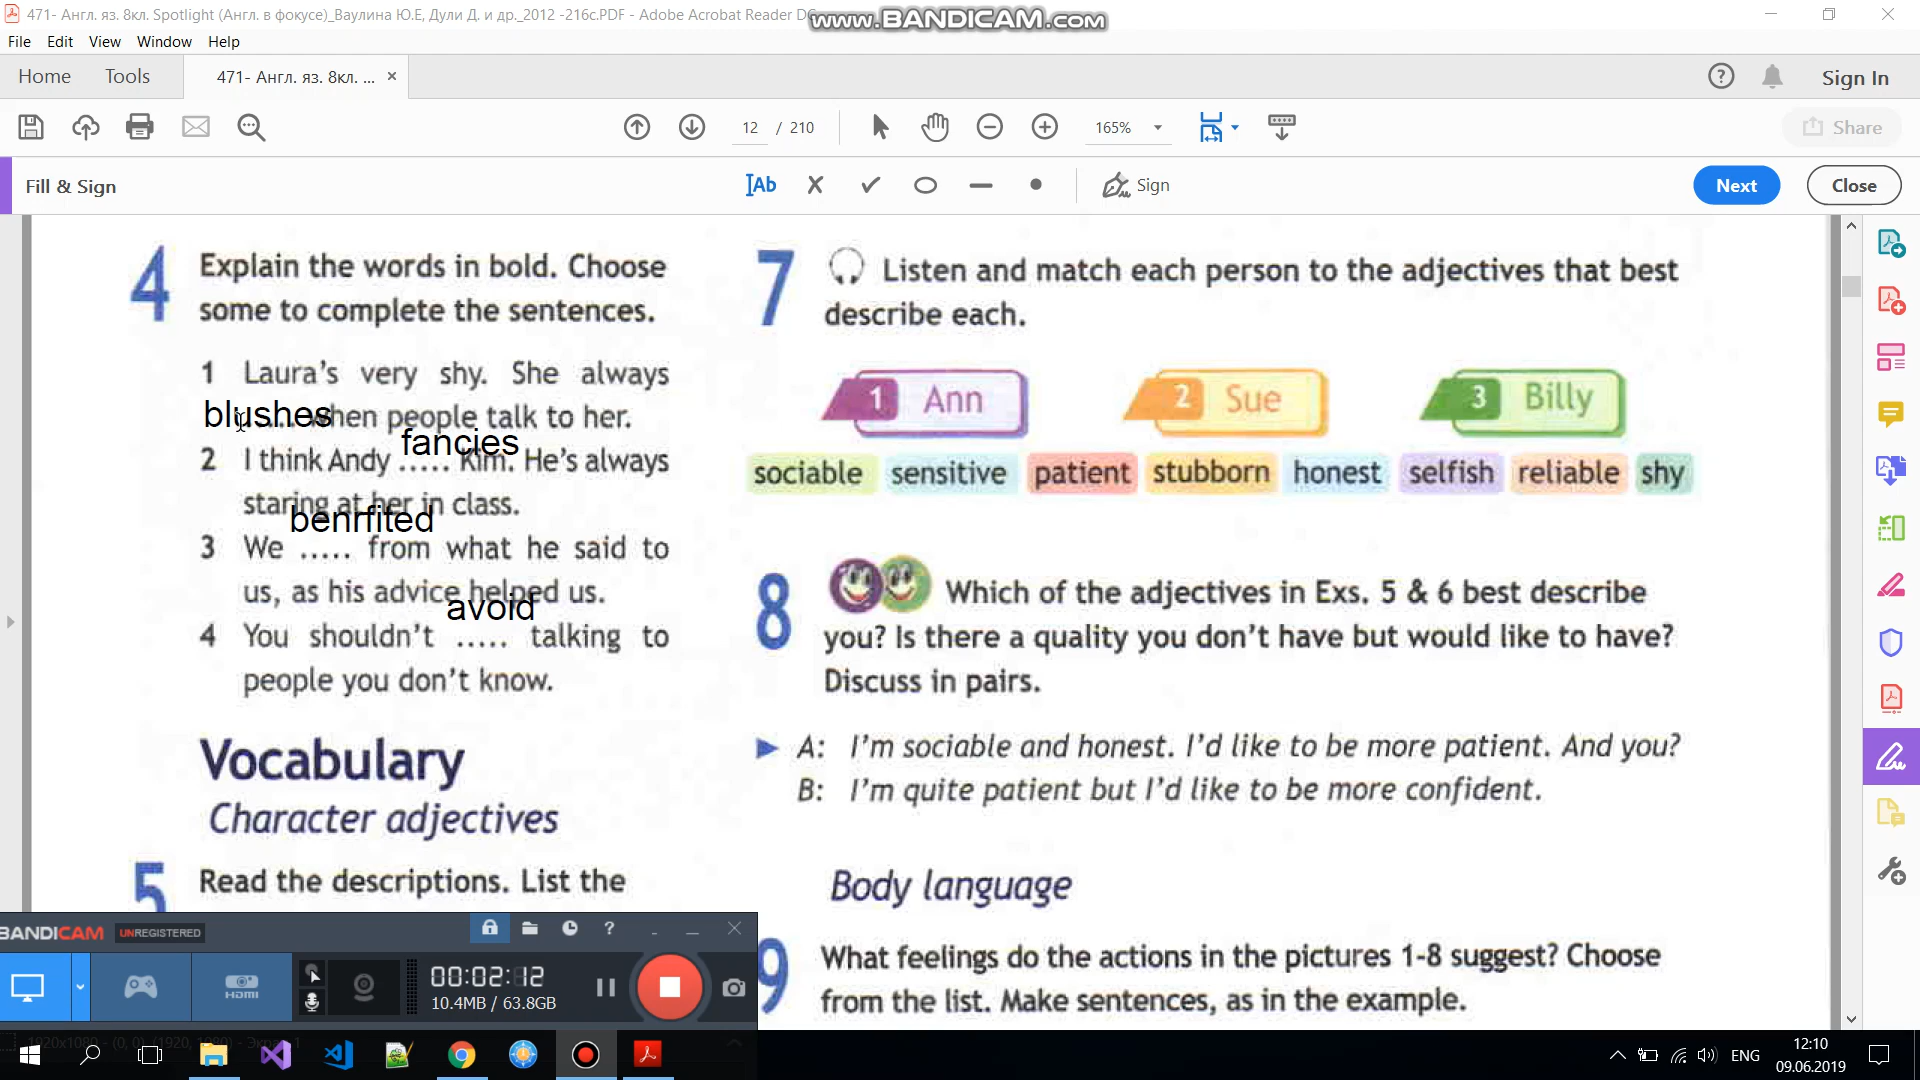 471- Англ. яз. 8кл. Spotlight (Англ. в фокусе)_Ваулина Ю.Е, Дули Д. и др._2012 -216с.PDF - Adobe Acrobat Reader DC
www.BANDICAM.com
File Edit View Window Help
Home Tools 471- Англ. яз. 8кл. ... × Sign In
12 / 210 165% Share
Fill & Sign Ab Sign Next Close
4 Explain the words in bold. Choose
some to complete the sentences.
1 Laura's very shy. She always
blushes when people talk to her.
fancies
2 I think Andy ..... Kim. He's always
staring at her in class.
benrfited
3 We ..... from what he said to
us, as his advice helped us.
avoid
4 You shouldn't ..... talking to
people you don't know.
Vocabulary
Character adjectives
5 Read the descriptions. List the
7 Listen and match each person to the adjectives that best
describe each.
1 Ann 2 Sue 3 Billy
sociable sensitive patient stubborn honest selfish reliable shy
8 Which of the adjectives in Exs. 5 & 6 best describe
you? Is there a quality you don't have but would like to have?
Discuss in pairs.
A: I'm sociable and honest. I'd like to be more patient. And you?
B: I'm quite patient but I'd like to be more confident.
Body language
9 What feelings do the actions in the pictures 1-8 suggest? Choose
from the list. Make sentences, as in the example.
BANDICAM UNREGISTERED
HDMI 00:02:12
10.4MB / 63.8GB
1920x1080 - (0, 0), (1920, 1080) - Экран 1
ENG 12:10
09.06.2019